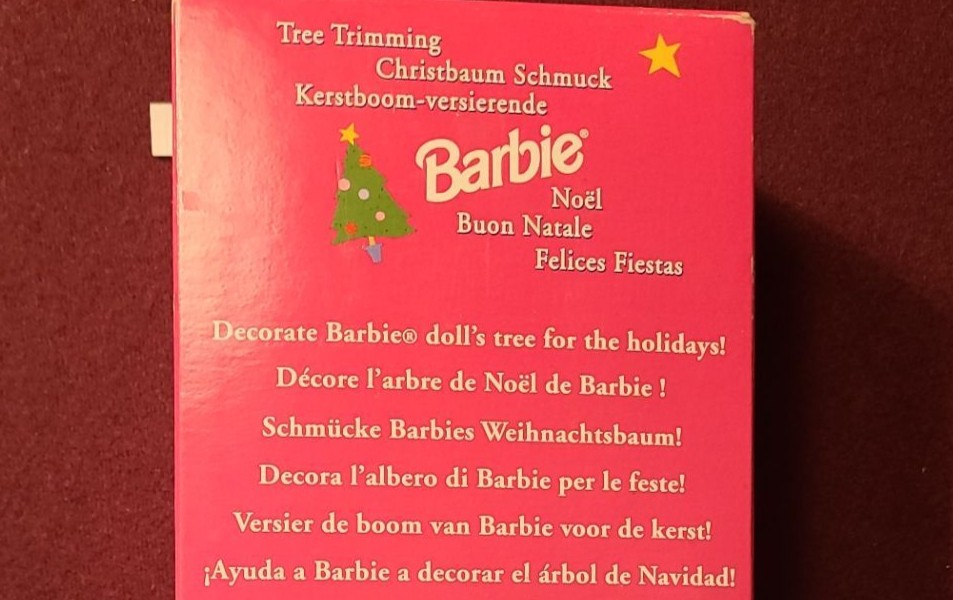 Tree Trimming
Christbaum Schmuck
Kerstboom-versierende
Barbie®
Noël
Buon Natale
Felices Fiestas
Decorate Barbie® doll's tree for the holidays!
Décore l'arbre de Noël de Barbie !
Schmücke Barbies Weihnachtsbaum!
Decora l'albero di Barbie per le feste!
Versier de boom van Barbie voor de kerst!
¡Ayuda a Barbie a decorar el árbol de Navidad!